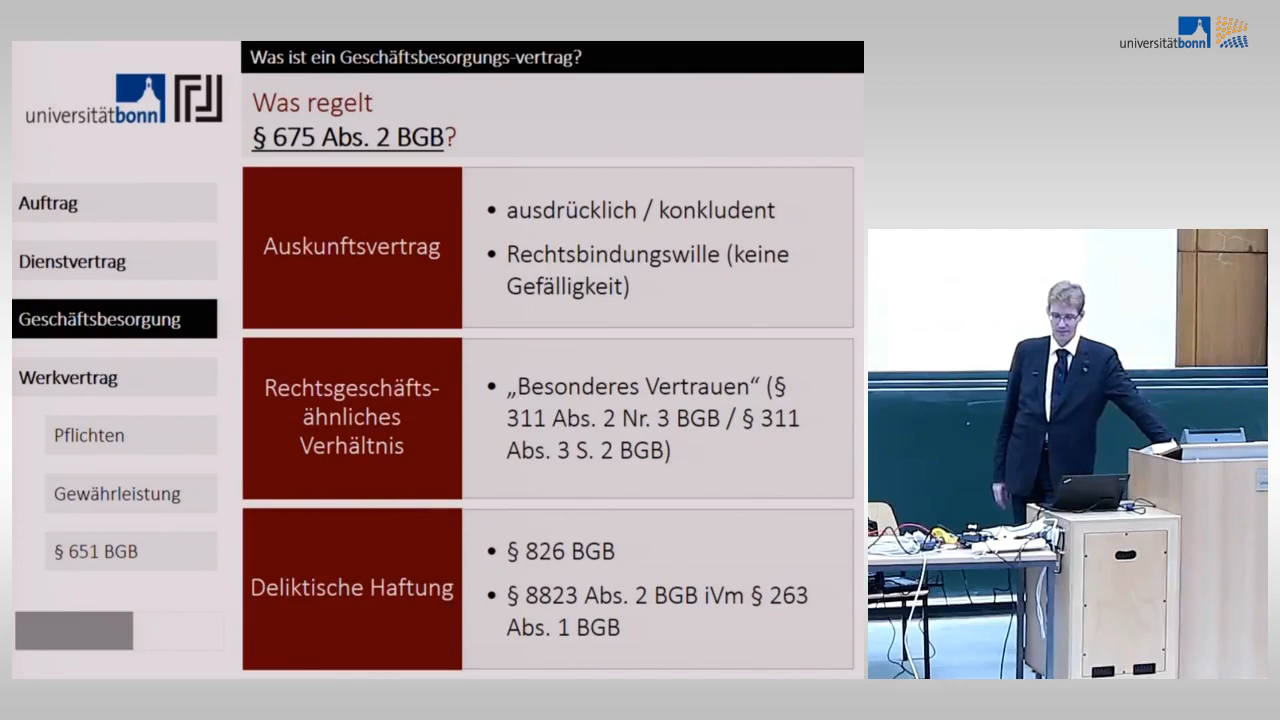 universitätbonn
Was ist ein Geschäftsbesorgungs-vertrag?
universitätbonn
Was regelt
§ 675 Abs. 2 BGB?
Auftrag
Dienstvertrag
Geschäftsbesorgung
Werkvertrag
Pflichten
Gewährleistung
§ 651 BGB
Auskunftsvertrag
• ausdrücklich / konkludent
• Rechtsbindungswille (keine
Gefälligkeit)
Rechtsgeschäfts-
ähnliches
Verhältnis
• „Besonderes Vertrauen“ (§
311 Abs. 2 Nr. 3 BGB / § 311
Abs. 3 S. 2 BGB)
Deliktische Haftung
• § 826 BGB
• § 8823 Abs. 2 BGB iVm § 263
Abs. 1 BGB